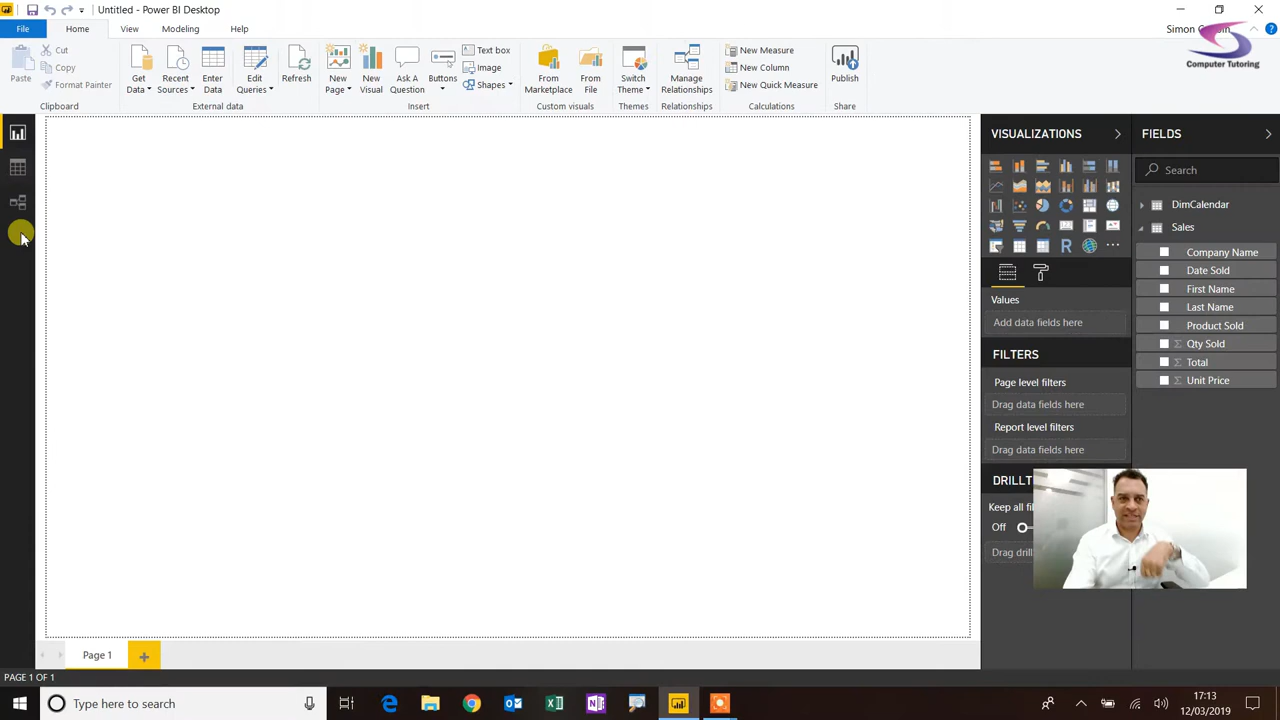 Untitled - Power BI Desktop
File Home View Modeling Help
Simon
Computer Tutoring
Paste
Cut
Copy
Format Painter
Clipboard
Get Data
Recent Sources
Enter Data
Edit Queries
Refresh
External data
New Page
New Visual
Ask A Question
Buttons
Text box
Image
Shapes
Insert
From Marketplace
From File
Custom visuals
Switch Theme
Themes
Manage Relationships
Relationships
New Measure
New Column
New Quick Measure
Calculations
Publish
Share
VISUALIZATIONS
R
Values
Add data fields here
FILTERS
Page level filters
Drag data fields here
Report level filters
Drag data fields here
DRILLT
Keep all fil
Off
Drag dril
FIELDS
Search
DimCalendar
Sales
Company Name
Date Sold
First Name
Last Name
Product Sold
Σ Qty Sold
Σ Total
Σ Unit Price
Page 1
PAGE 1 OF 1
Type here to search
17:13
12/03/2019